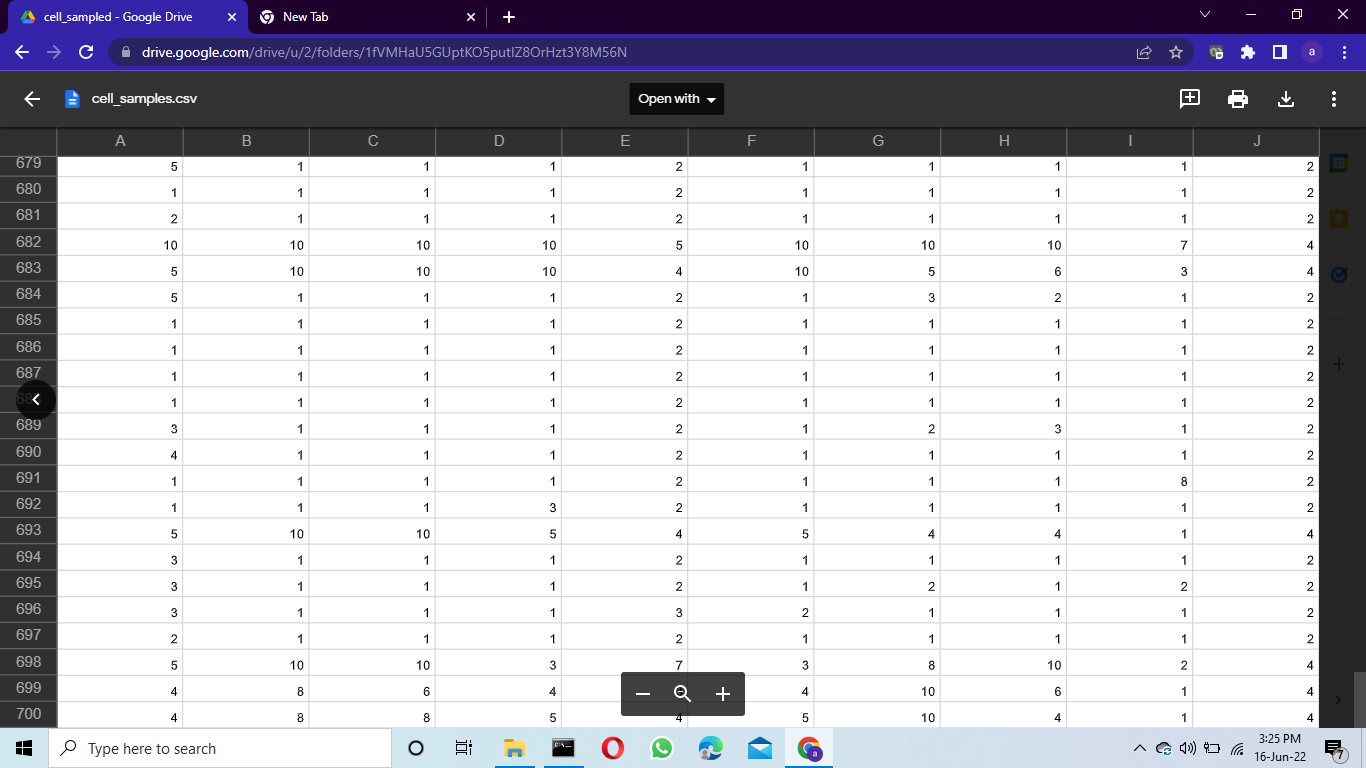 cell_sampled - Google Drive New Tab
drive.google.com/drive/u/2/folders/1fVMHaU5GUptKO5putIZ8OrHzt3Y8M56N a
cell_samples.csv Open with
A B C D E F G H I J
679 5 1 1 1 2 1 1 1 1 2
680 1 1 1 1 2 1 1 1 1 2
681 2 1 1 1 2 1 1 1 1 2
682 10 10 10 10 5 10 10 10 7 4
683 5 10 10 10 4 10 5 6 3 4
684 5 1 1 1 2 1 3 2 1 2
685 1 1 1 1 2 1 1 1 1 2
686 1 1 1 1 2 1 1 1 1 2
687 1 1 1 1 2 1 1 1 1 2
1 1 1 1 2 1 1 1 1 2
689 3 1 1 1 2 1 2 3 1 2
690 4 1 1 1 2 1 1 1 1 2
691 1 1 1 1 2 1 1 1 8 2
692 1 1 1 3 2 1 1 1 1 2
693 5 10 10 5 4 5 4 4 1 4
694 3 1 1 1 2 1 1 1 1 2
695 3 1 1 1 2 1 2 1 2 2
696 3 1 1 1 3 2 1 1 1 2
697 2 1 1 1 2 1 1 1 1 2
698 5 10 10 3 7 3 8 10 2 4
699 4 8 6 4 4 10 6 1 4
700 4 8 8 5 4 5 10 4 1 4
Type here to search 3:25 PM
16-Jun-22 7